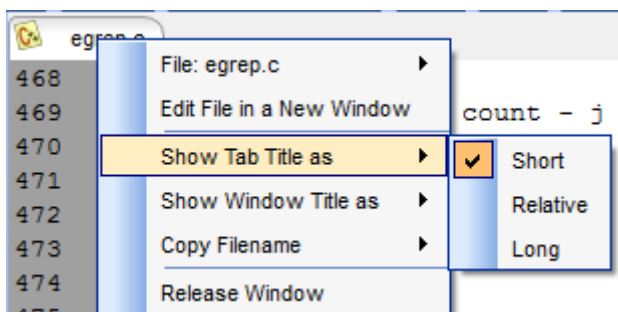 File: egrep.c
468
469
Edit File in a New Window
count - j
470
Show Tab Title as
Short
471
472
Show Window Title as
Relative
473
Copy Filename
Long
474
Release Window